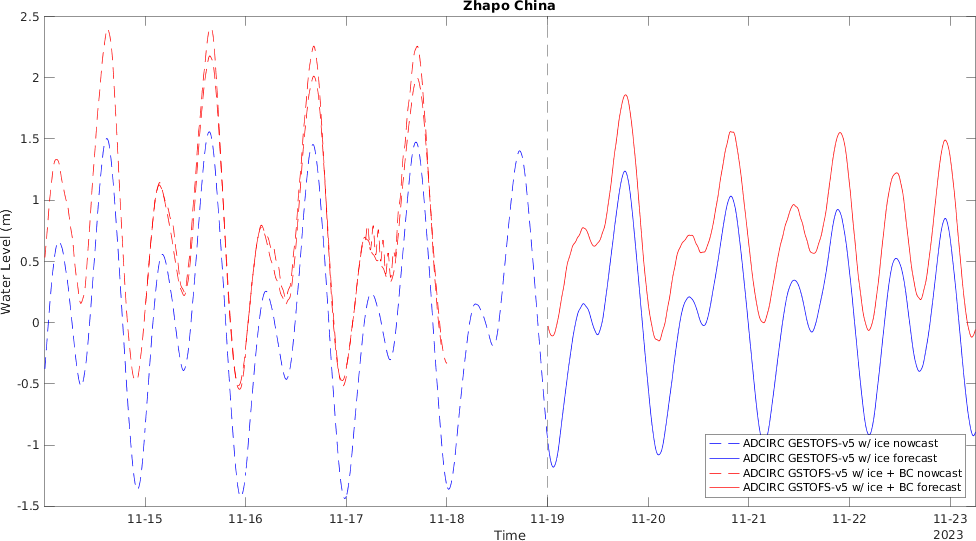 Zhapo China
2.5
2
1.5
1
0.5
0
-0.5
-1
-1.5
Water Level (m)
11-15 11-16 11-17 11-18 11-19 11-20 11-21 11-22 11-23
Time
2023
ADCIRC GESTOFS-v5 w/ ice nowcast
ADCIRC GESTOFS-v5 w/ ice forecast
ADCIRC GSTOFS-v5 w/ ice + BC nowcast
ADCIRC GSTOFS-v5 w/ ice + BC forecast